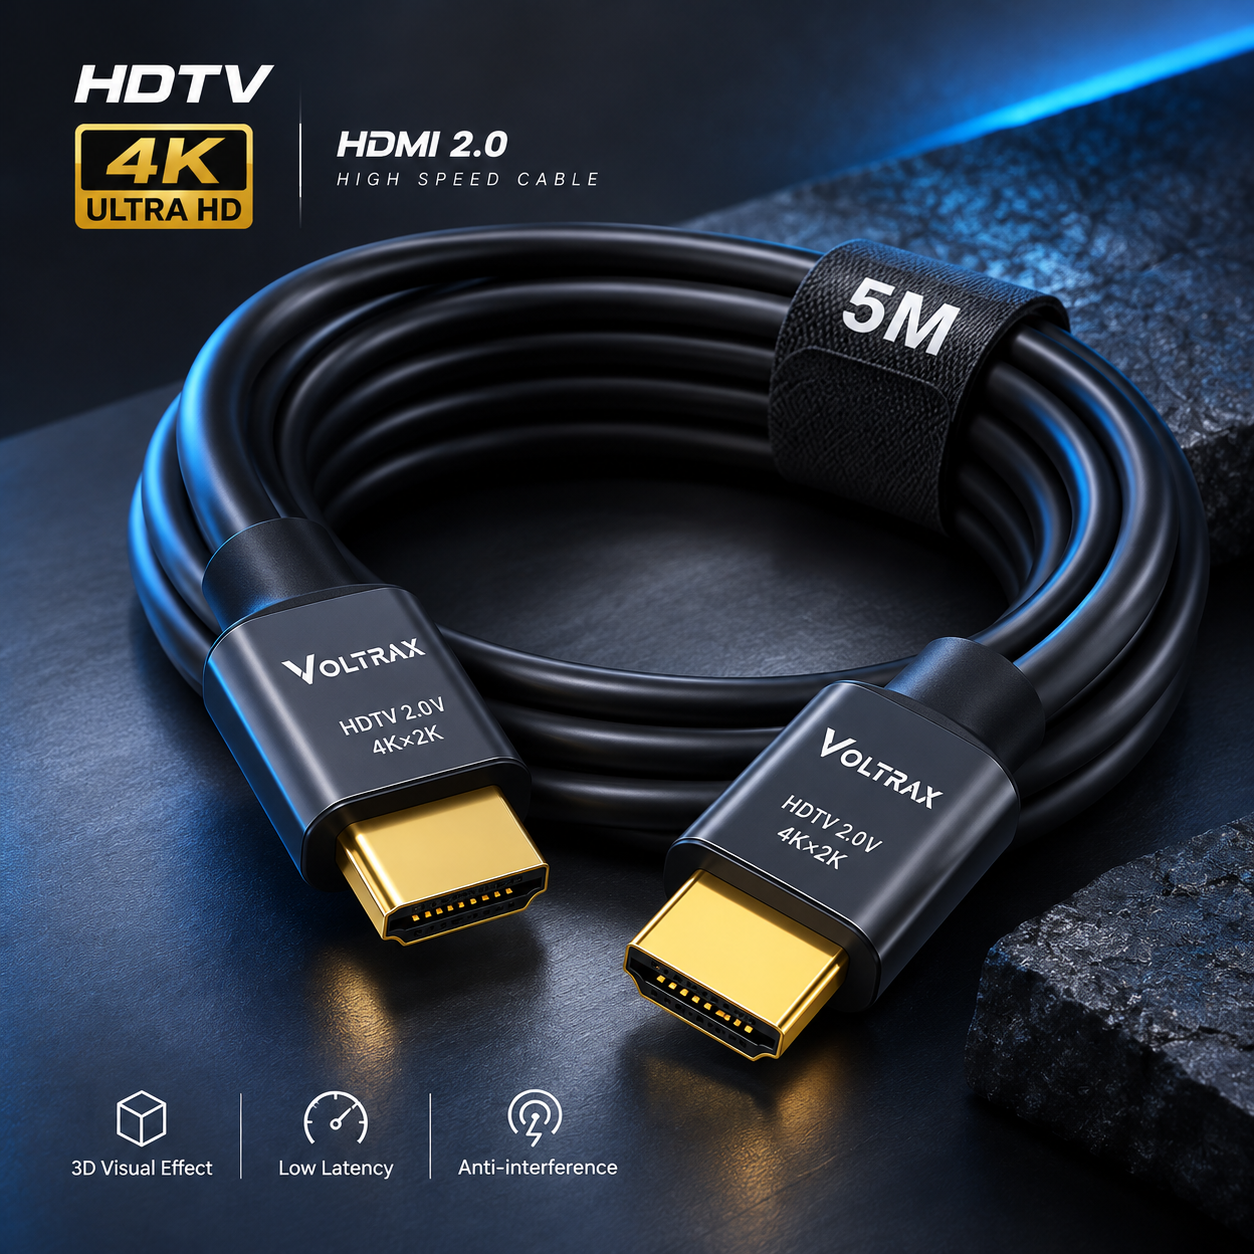 HDTV
4K
ULTRA HD
HDMI 2.0
HIGH SPEED CABLE
5M
VOLTRAX
HDTV 2.0V
4K×2K
VOLTRAX
HDTV 2.0V
4K×2K
3D Visual Effect
Low Latency
Anti-interference